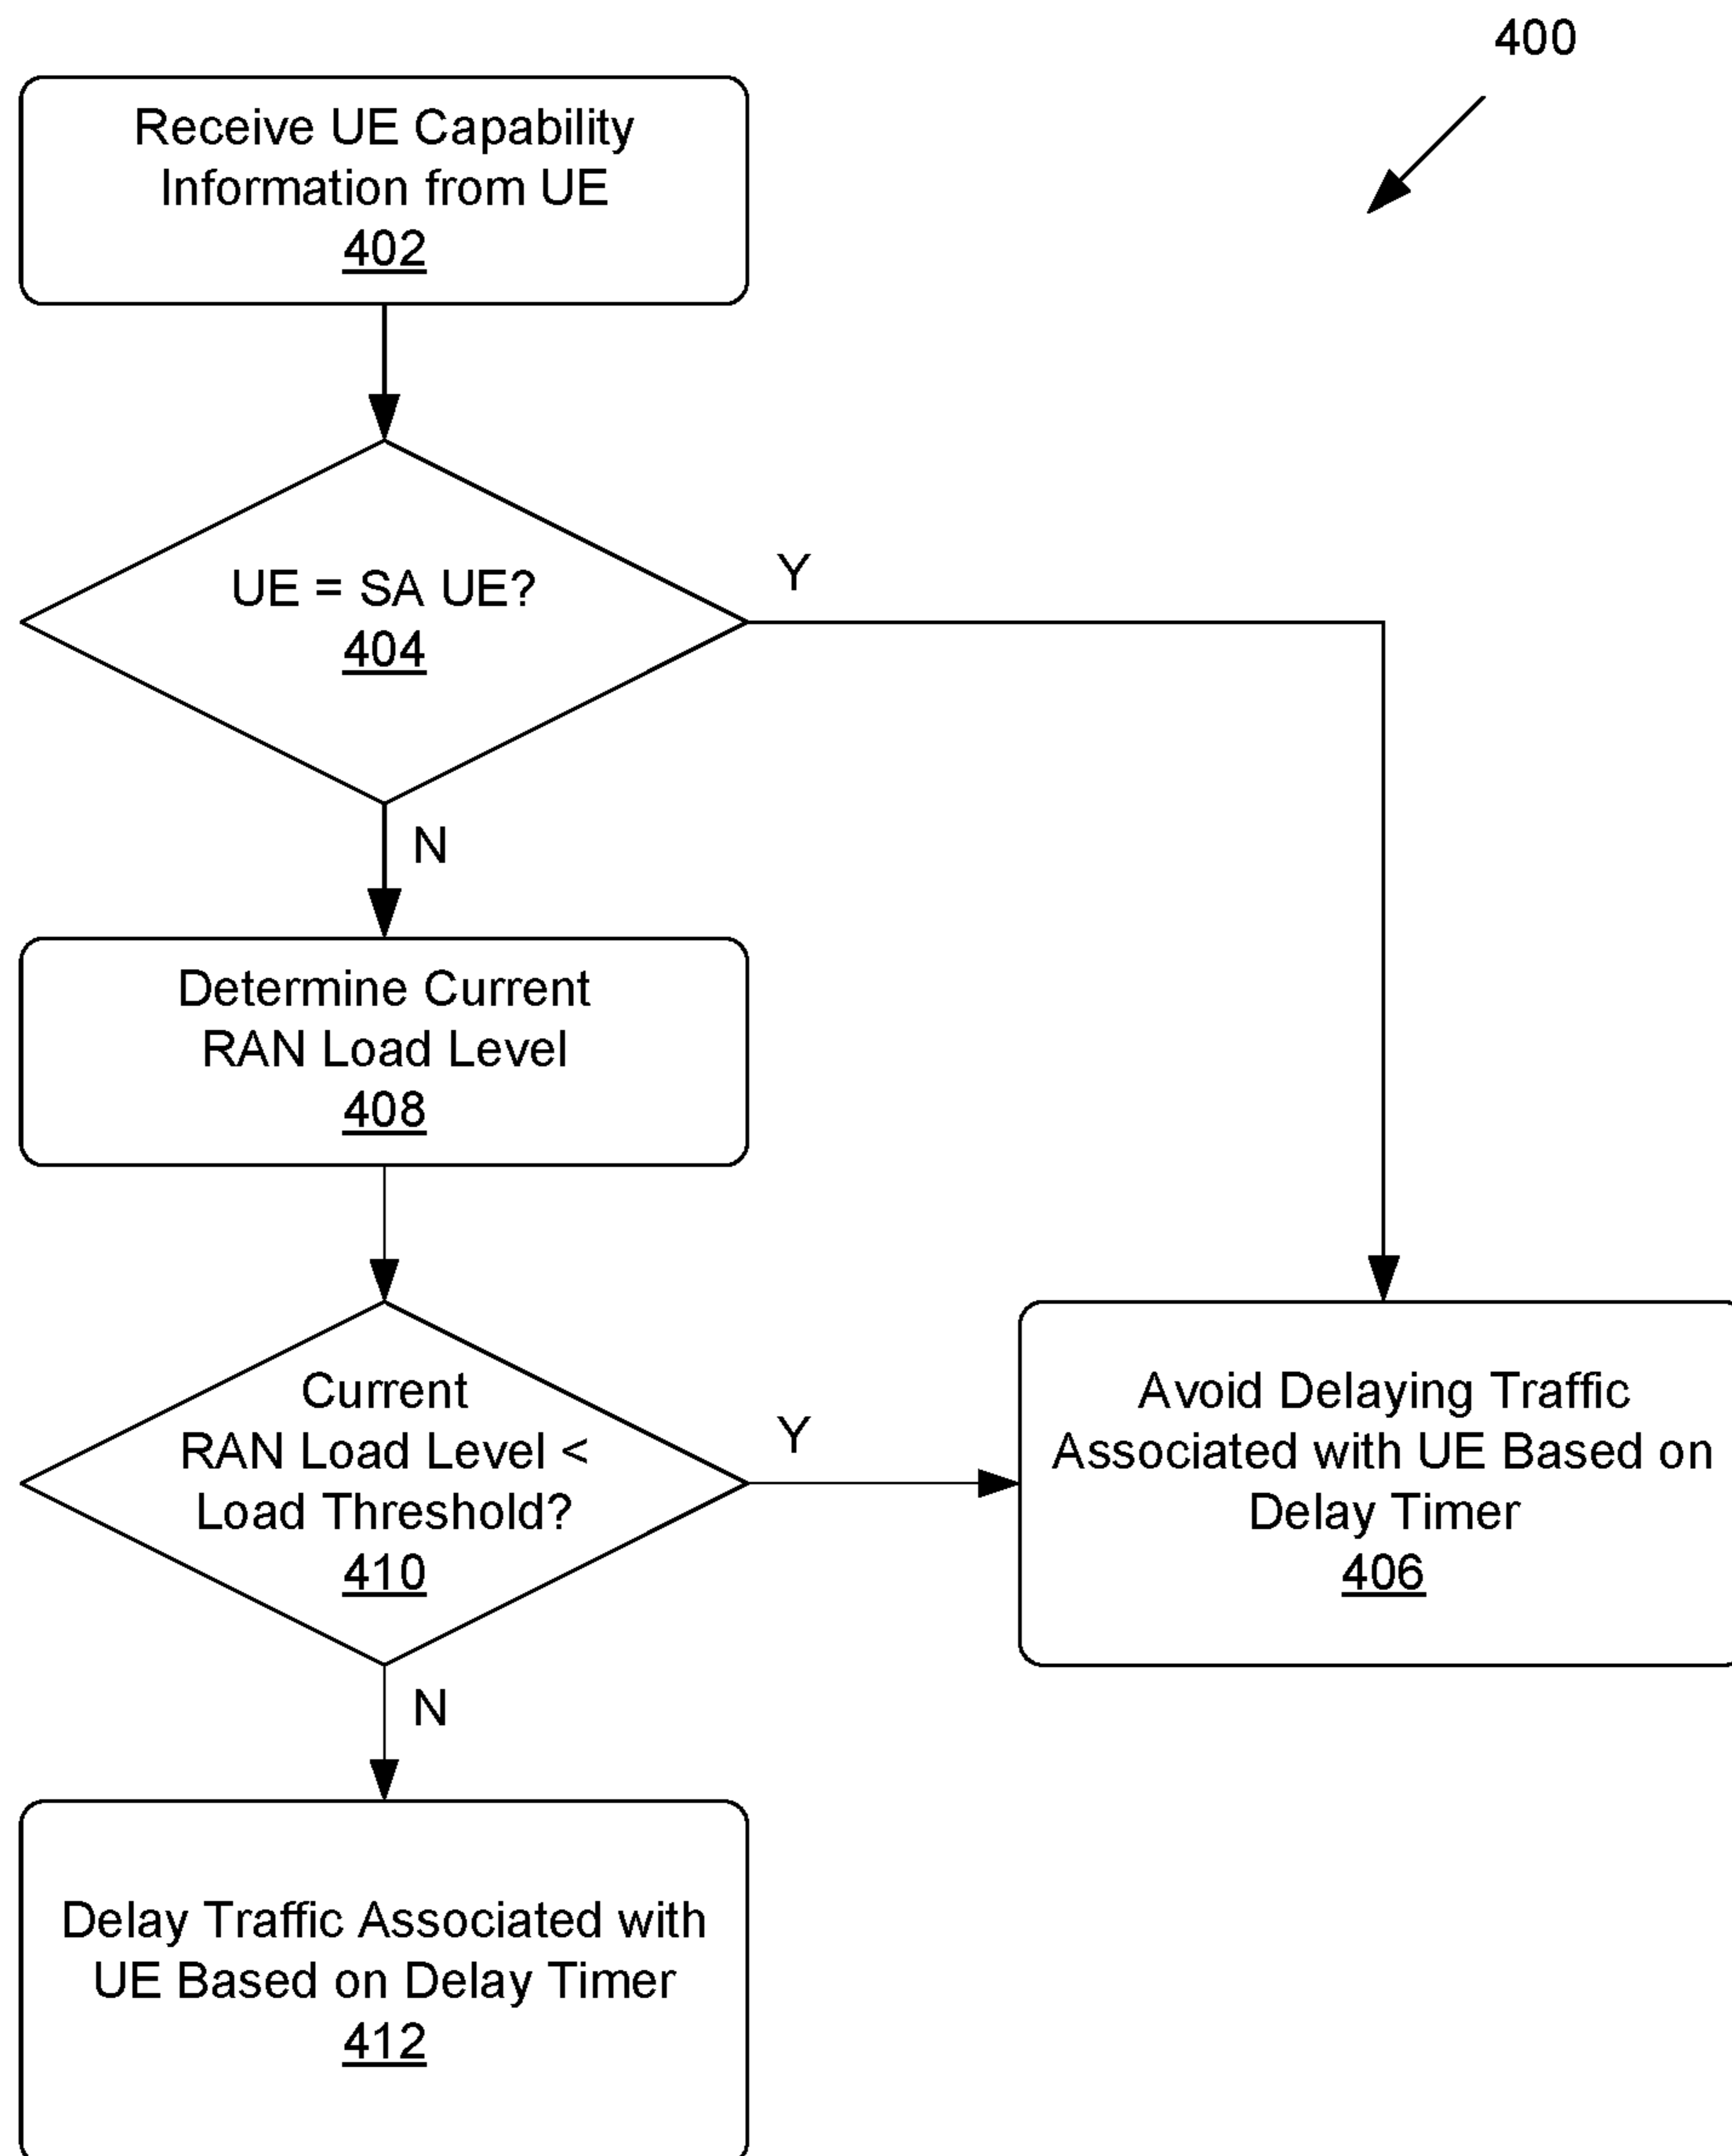 400
Receive UE Capability
Information from UE
402
UE = SA UE?
404
Y
N
Determine Current
RAN Load Level
408
Current
RAN Load Level <
Load Threshold?
410
Y
Avoid Delaying Traffic
Associated with UE Based on
Delay Timer
406
N
Delay Traffic Associated with
UE Based on Delay Timer
412